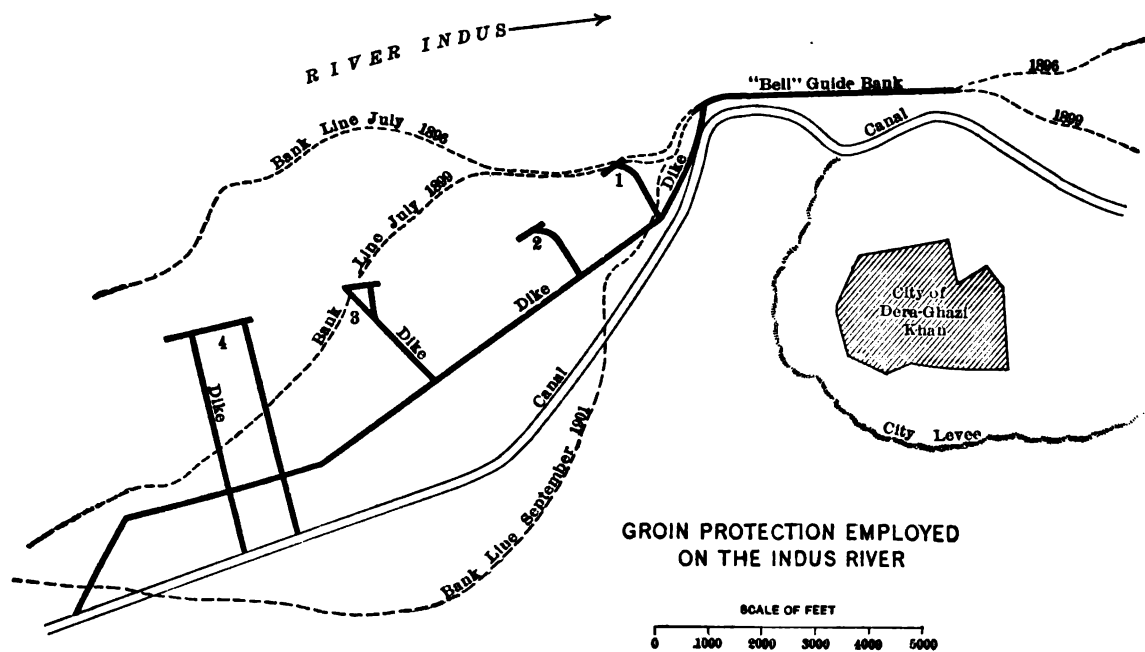 RIVER INDUS
"Bell" Guide Bank
1896
1899
Canal
Bank Line July 1896
Bank Line July 1899
1
Dike
2
Dike
3
Dike
4
Dike
Canal
Bank Line September 1901
City of
Dera-Ghazi
Khan
City Levee
GROIN PROTECTION EMPLOYED
ON THE INDUS RIVER
SCALE OF FEET
0 1000 2000 3000 4000 5000